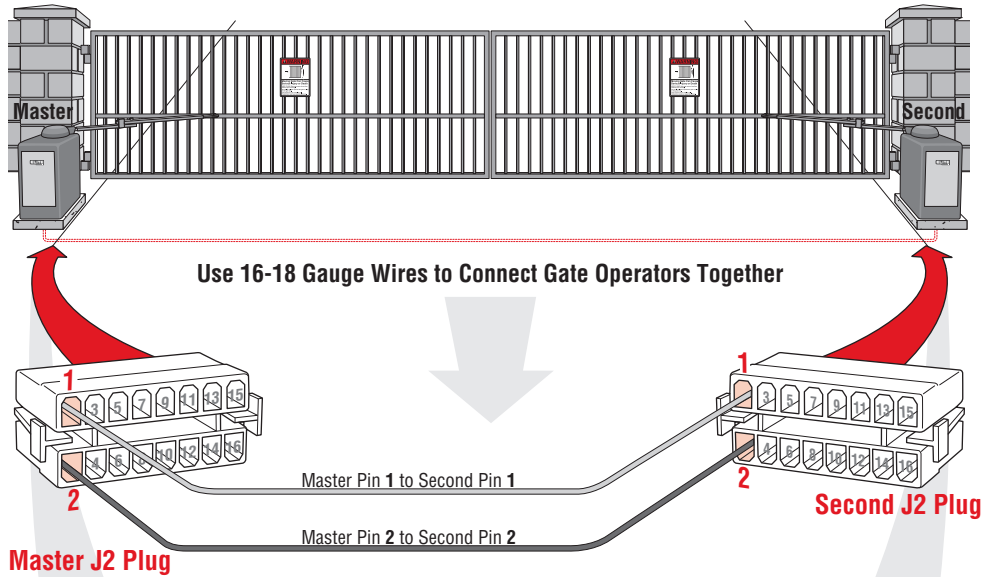 Master
Second
Use 16-18 Gauge Wires to Connect Gate Operators Together
1
3 5 7 9 11 13 15
4 6 8 10 12 14 16
2
1
3 5 7 9 11 13 15
4 6 8 10 12 14 16
2
Master Pin 1 to Second Pin 1
Master Pin 2 to Second Pin 2
Second J2 Plug
Master J2 Plug